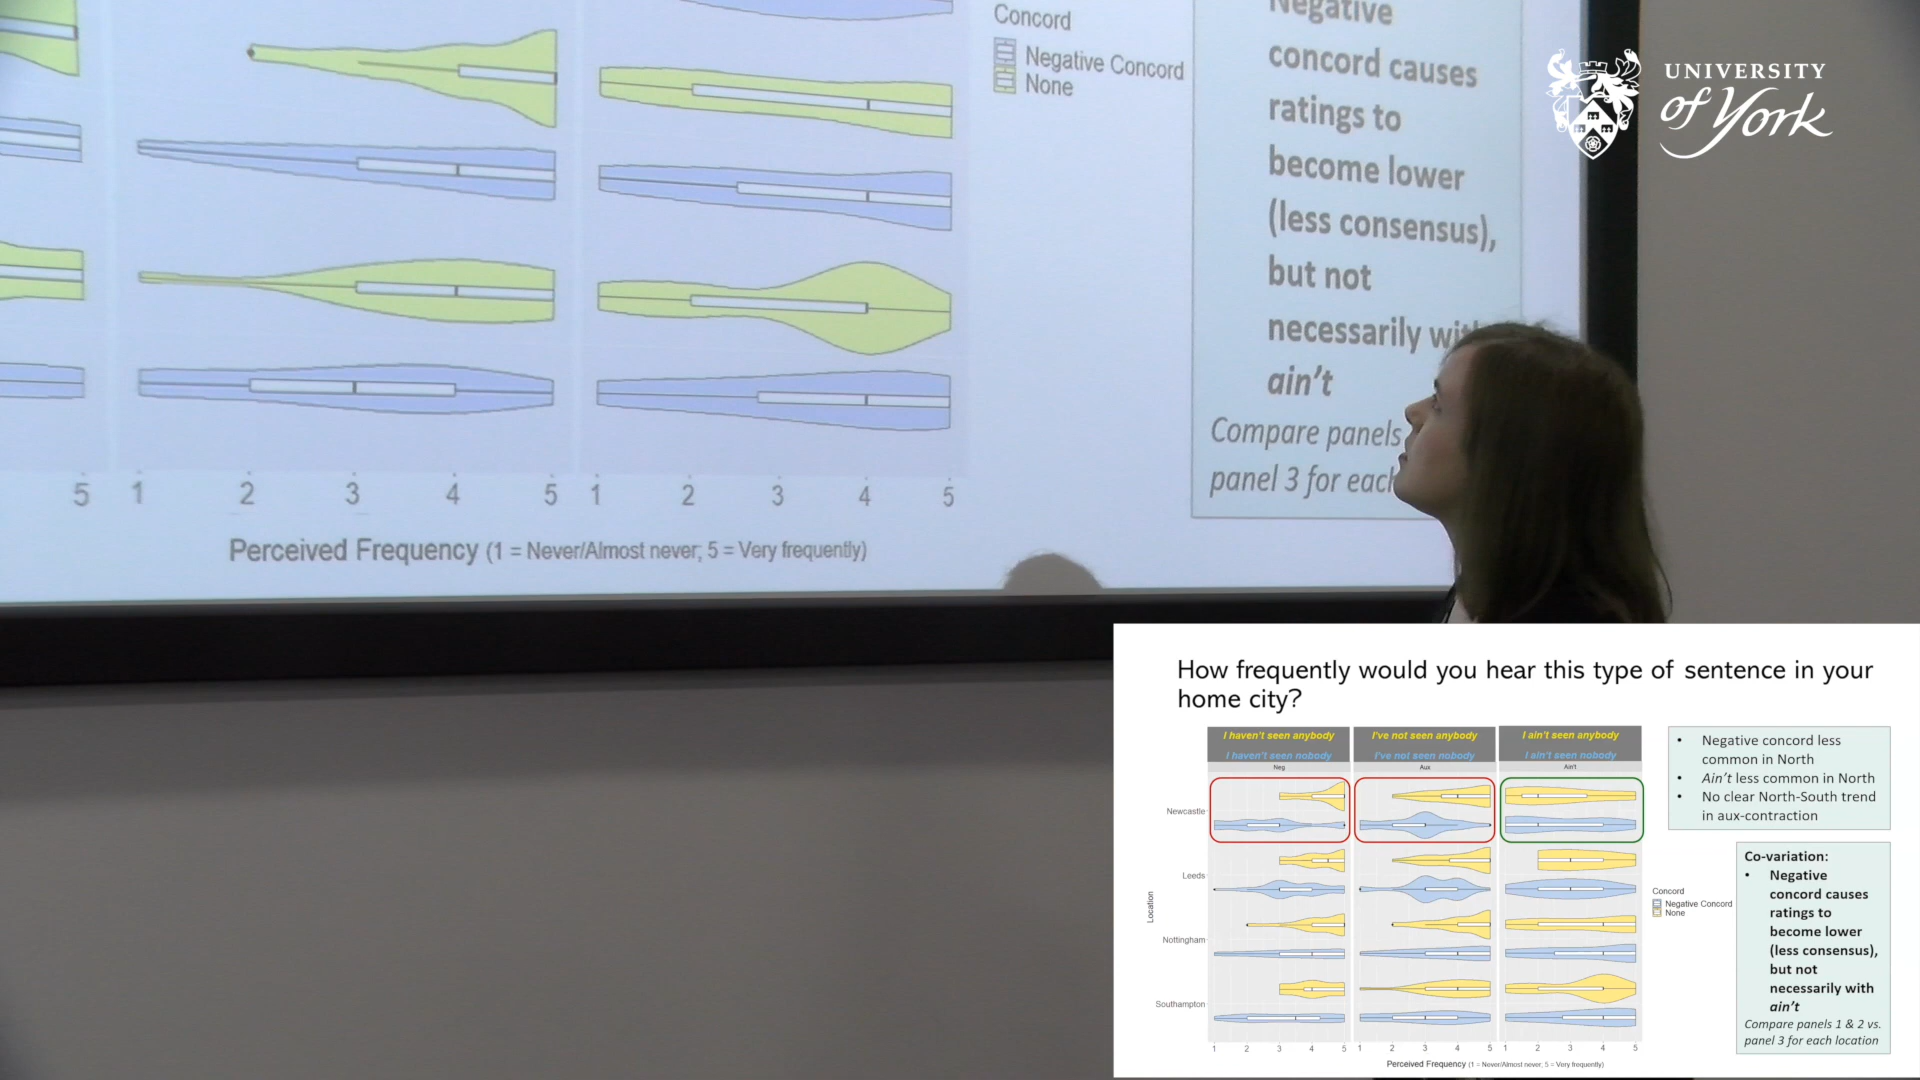 Concord
Negative Concord
None
5 1 2 3 4 5 1 2 3 4 5
Perceived Frequency (1 = Never/Almost never; 5 = Very frequently)
Negative
concord causes
ratings to
become lower
(less consensus),
but not
necessarily
ain't
Compare panels
panel 3 for each
UNIVERSITY
of York
How frequently would you hear this type of sentence in your
home city?
I haven't seen anybody
I haven't seen nobody
Neg
I've not seen anybody
I've not seen nobody
Aux
I ain't seen anybody
I ain't seen nobody
Ain't
Location
Newcastle
Leeds
Nottingham
Southampton
1 2 3 4 5 1 2 3 4 5 1 2 3 4 5
Perceived Frequency (1 = Never/Almost never; 5 = Very frequently)
Concord
Negative Concord
None
• Negative concord less
common in North
• Ain't less common in North
• No clear North-South trend
in aux-contraction
Co-variation:
• Negative
concord causes
ratings to
become lower
(less consensus),
but not
necessarily with
ain't
Compare panels 1 & 2 vs.
panel 3 for each location